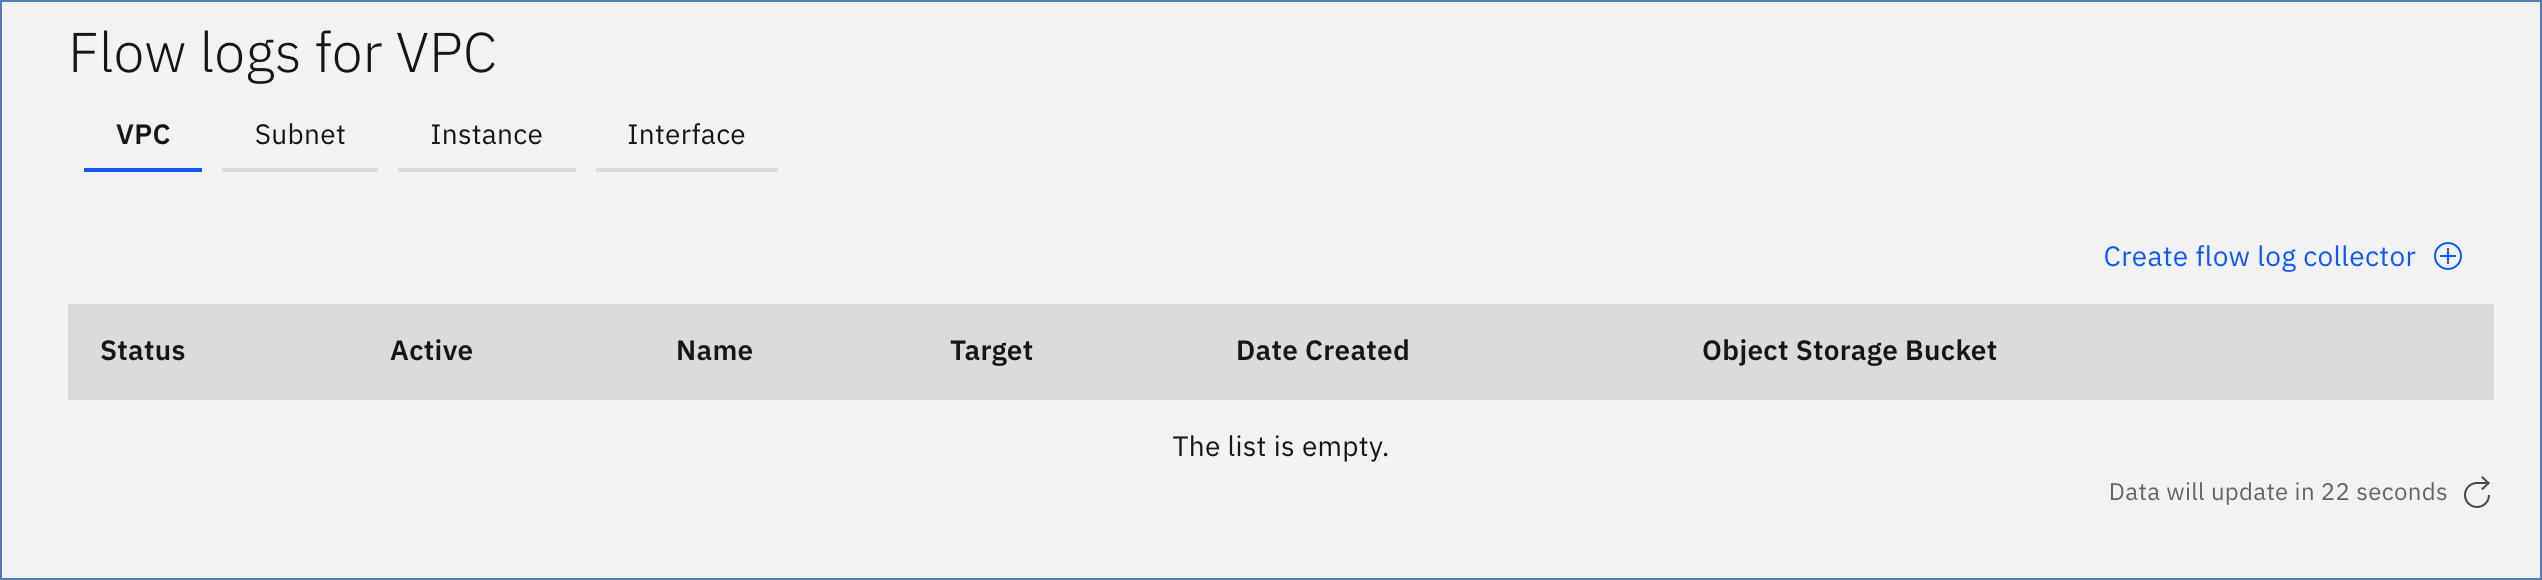 Flow logs for VPC
VPC Subnet Instance Interface
Create flow log collector
Status Active Name Target Date Created Object Storage Bucket
The list is empty.
Data will update in 22 seconds